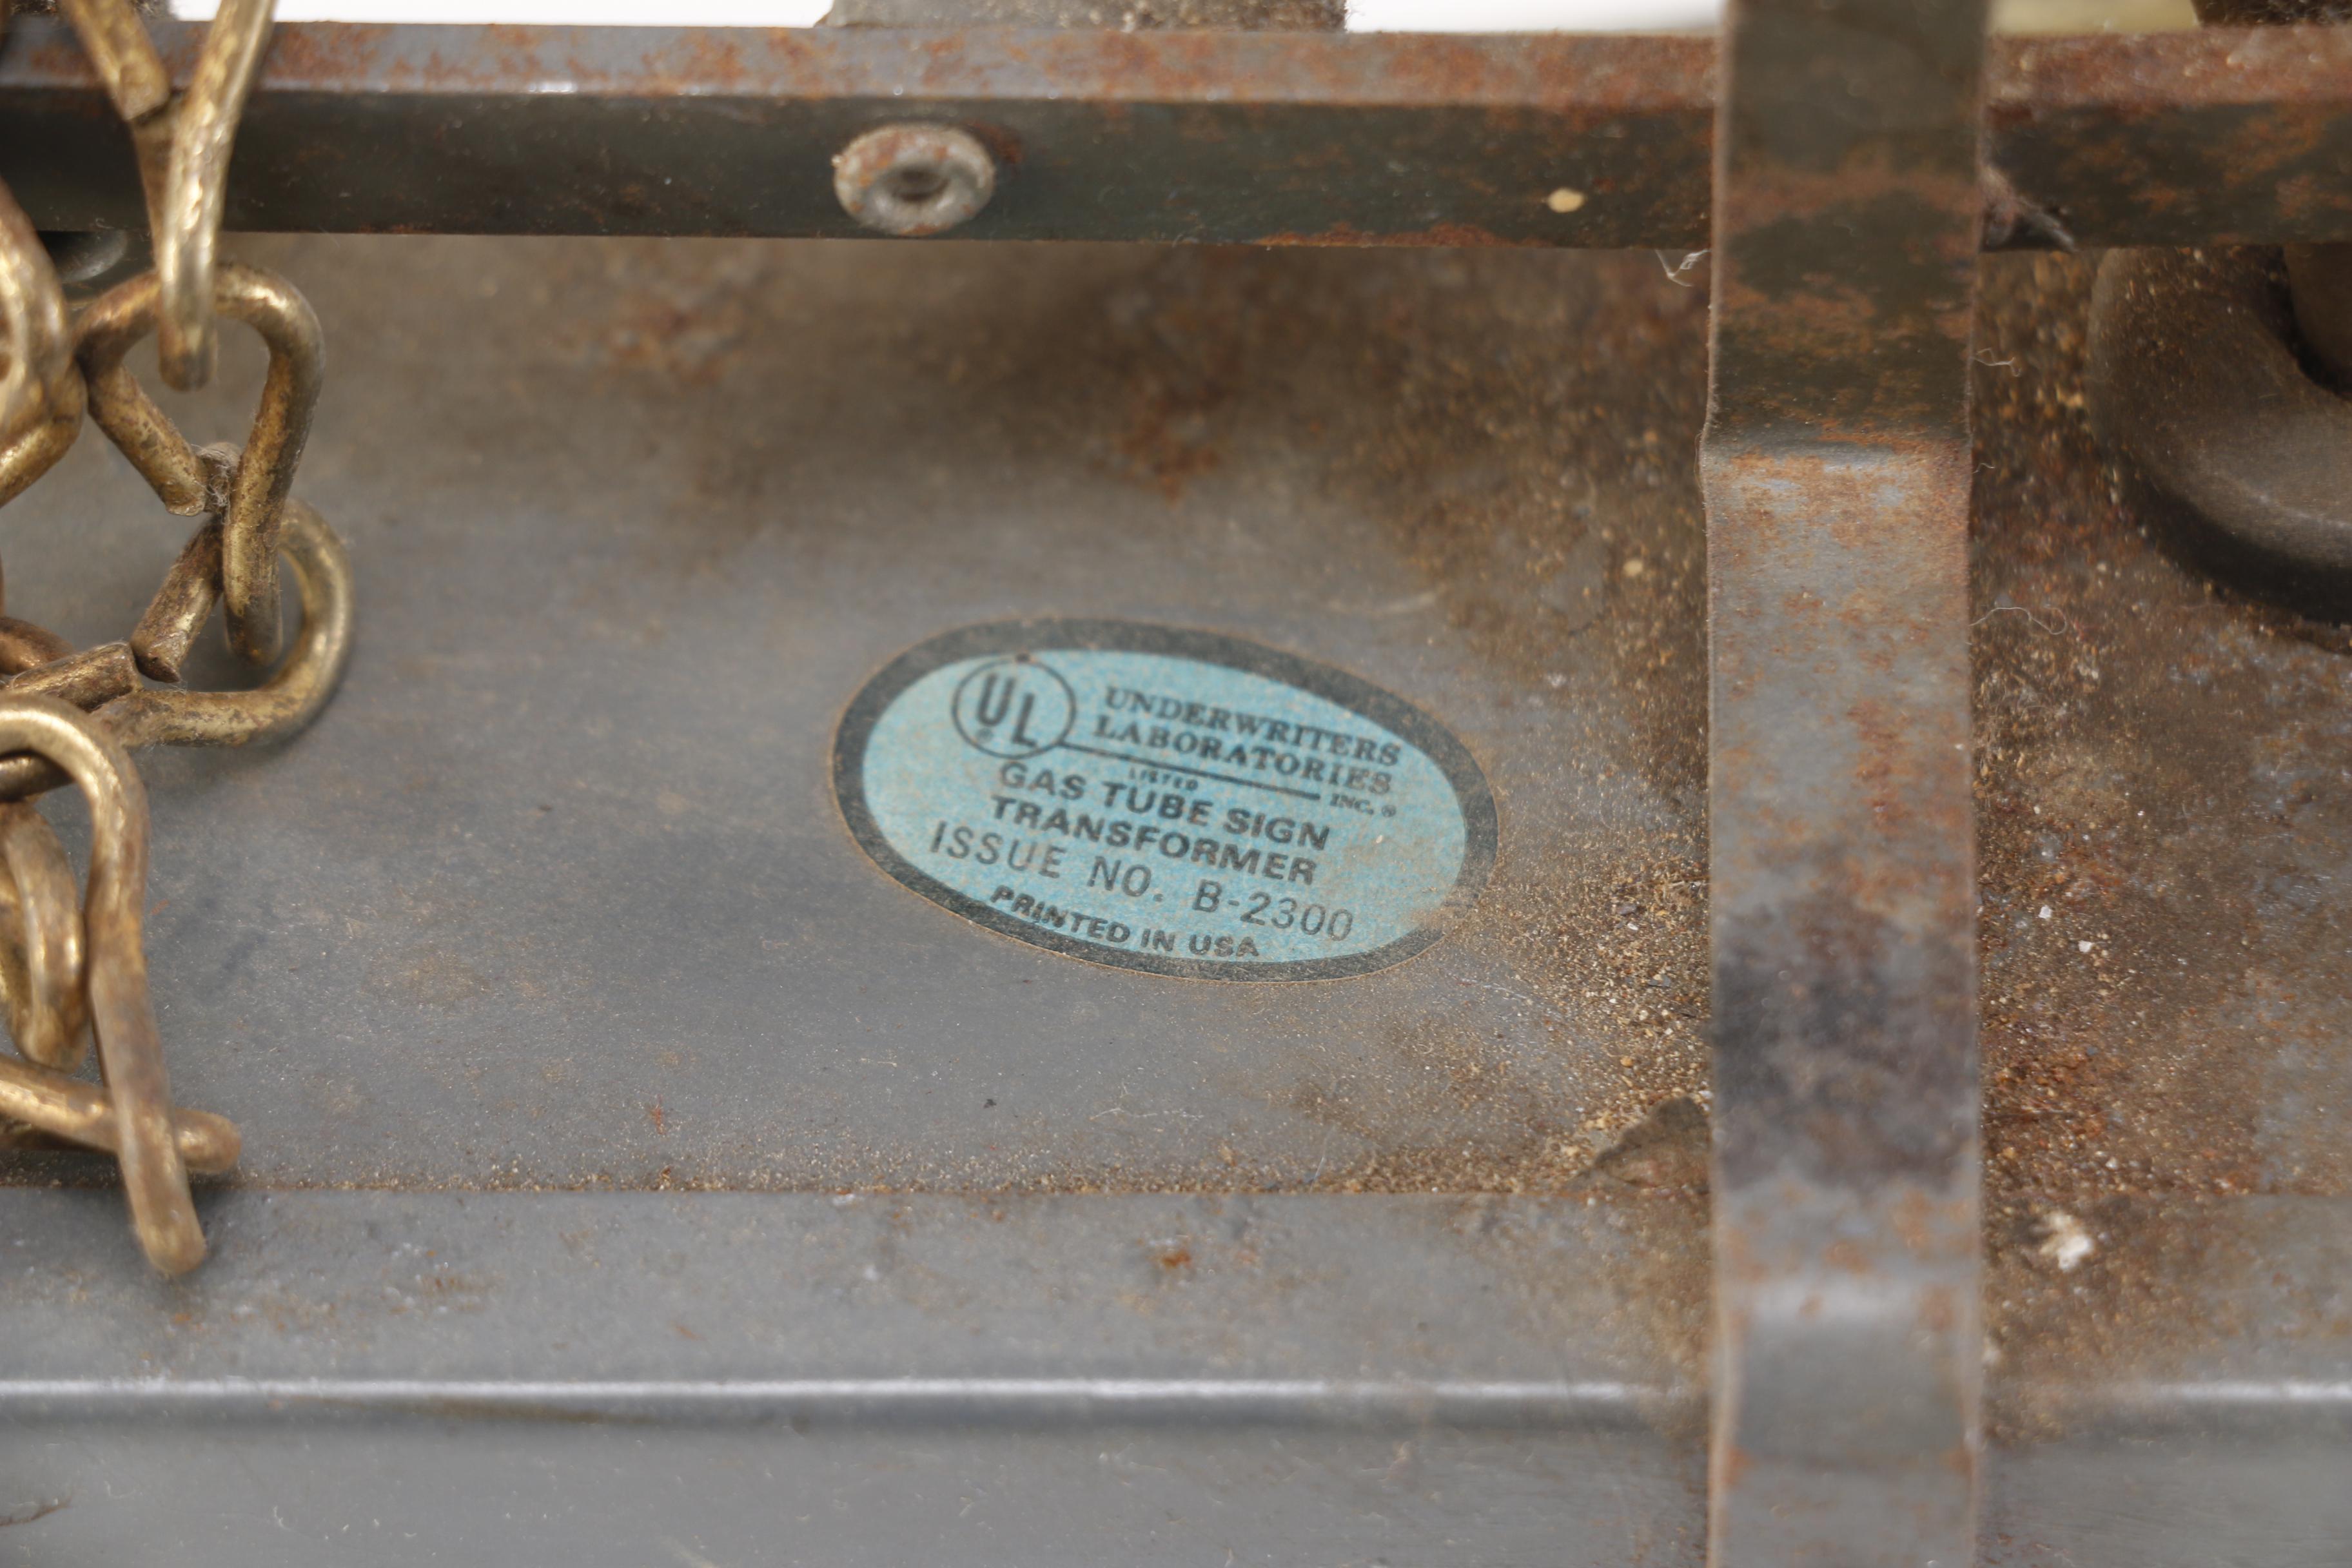 UL
UNDERWRITERS
LABORATORIES
LISTED
INC. ®
GAS TUBE SIGN
TRANSFORMER
ISSUE NO. B-2300
PRINTED IN USA